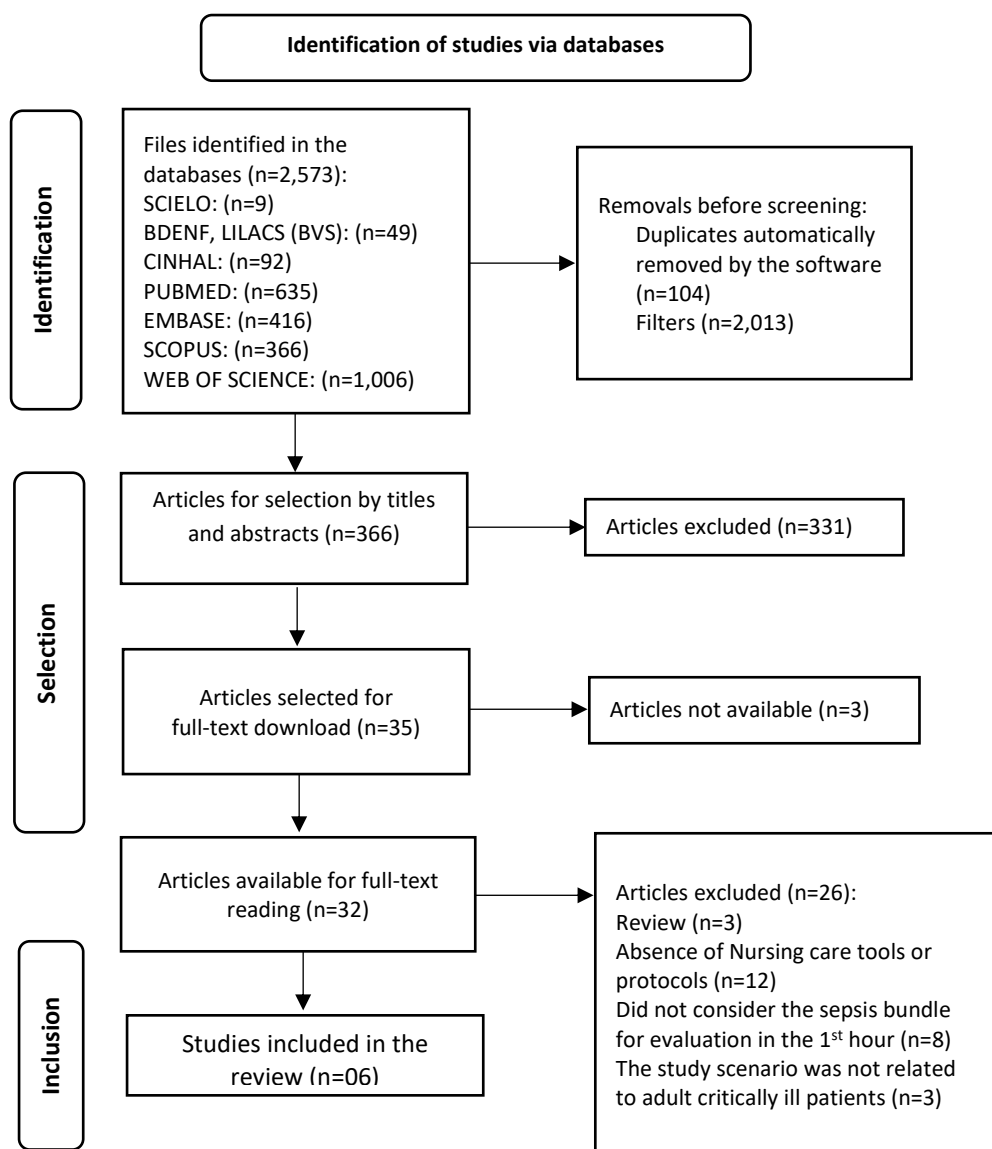 Identification of studies via databases
Identification
Files identified in the
databases (n=2,573):
SCIELO: (n=9)
BDENF, LILACS (BVS): (n=49)
CINHAL: (n=92)
PUBMED: (n=635)
EMBASE: (n=416)
SCOPUS: (n=366)
WEB OF SCIENCE: (n=1,006)
Removals before screening:
Duplicates automatically
removed by the software
(n=104)
Filters (n=2,013)
Selection
Articles for selection by titles
and abstracts (n=366)
Articles excluded (n=331)
Articles selected for
full-text download (n=35)
Articles not available (n=3)
Articles available for full-text
reading (n=32)
Articles excluded (n=26):
Review (n=3)
Absence of Nursing care tools or
protocols (n=12)
Did not consider the sepsis bundle
for evaluation in the 1st hour (n=8)
The study scenario was not related
to adult critically ill patients (n=3)
Inclusion
Studies included in the
review (n=06)